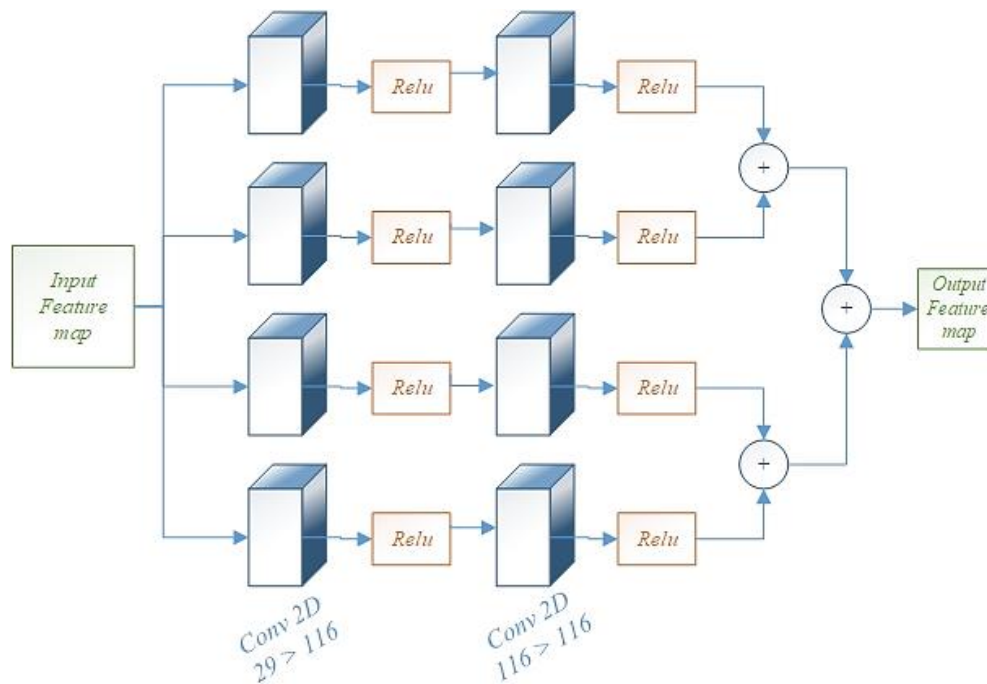 Relu
Relu
+
Relu
Relu
Input
Feature
map
+
Output
Feature
map
Relu
Relu
+
Relu
Relu
Conv 2D
29 > 116
Conv 2D
116 > 116